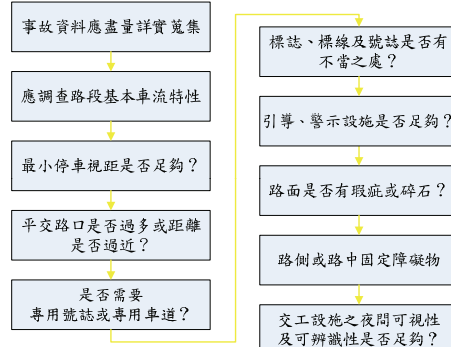 事故資料應盡量詳實蒐集
應調查路段基本車流特性
最小停車視距是否足夠？
平交路口是否過多或距離
是否過近？
是否需要
專用號誌或專用車道？
標誌、標線及號誌是否有
不當之處？
引導、警示設施是否足夠？
路面是否有瑕疵或碎石？
路側或路中固定障礙物
交工設施之夜間可視性
及可辨識性是否足夠？